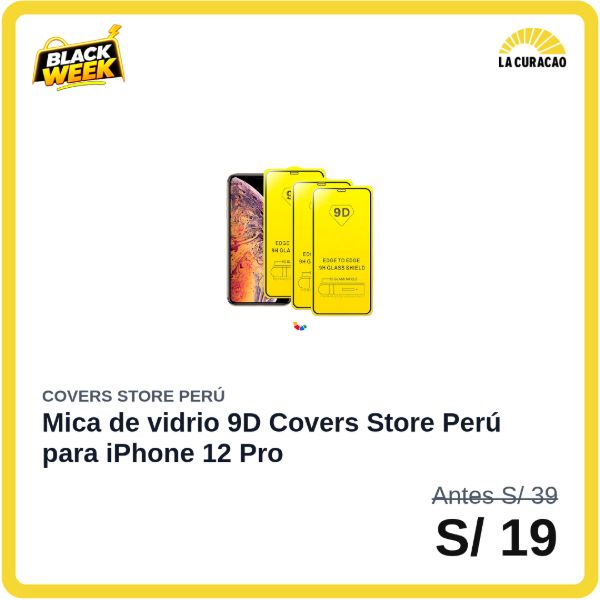 BLACK
WEEK
LA CURACAO
9D
EDGE TO EDGE
9H GLASS SHIELD
COVERS STORE PERÚ
Mica de vidrio 9D Covers Store Perú
para iPhone 12 Pro
Antes S/ 39
S/ 19